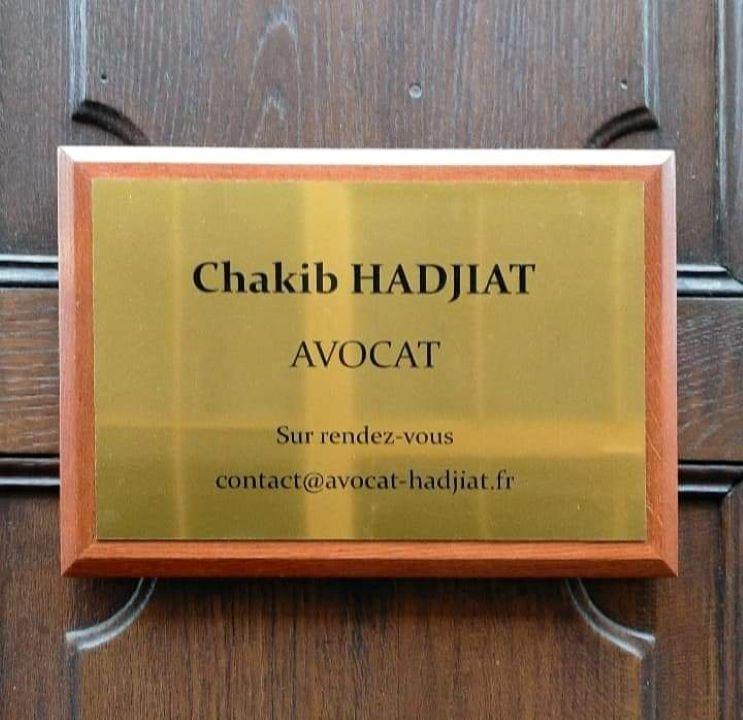 Chakib HADJIAT
AVOCAT
Sur rendez-vous
contact@avocat-hadjiat.fr